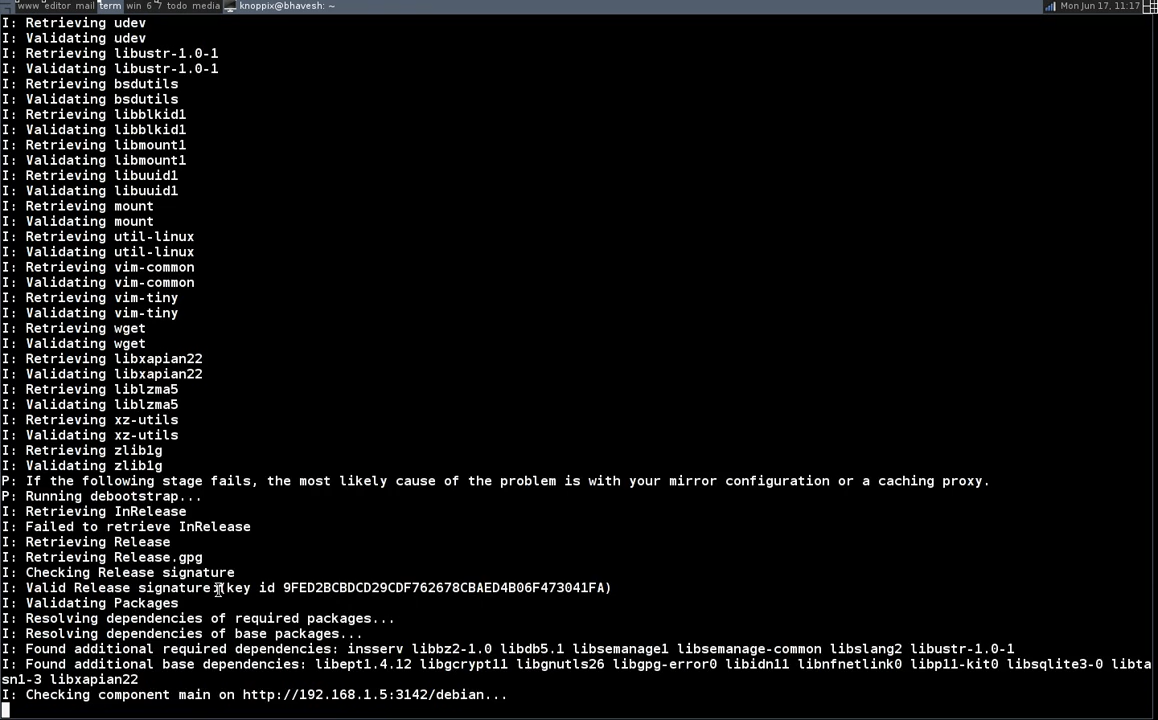 www editor mail term win 6 7 todo media knoppix@bhavesh: ~ Mon Jun 17, 11:17
I: Retrieving udev
I: Validating udev
I: Retrieving libustr-1.0-1
I: Validating libustr-1.0-1
I: Retrieving bsdutils
I: Validating bsdutils
I: Retrieving libblkid1
I: Validating libblkid1
I: Retrieving libmount1
I: Validating libmount1
I: Retrieving libuuid1
I: Validating libuuid1
I: Retrieving mount
I: Validating mount
I: Retrieving util-linux
I: Validating util-linux
I: Retrieving vim-common
I: Validating vim-common
I: Retrieving vim-tiny
I: Validating vim-tiny
I: Retrieving wget
I: Validating wget
I: Retrieving libxapian22
I: Validating libxapian22
I: Retrieving liblzma5
I: Validating liblzma5
I: Retrieving xz-utils
I: Validating xz-utils
I: Retrieving zlib1g
I: Validating zlib1g
P: If the following stage fails, the most likely cause of the problem is with your mirror configuration or a caching proxy.
P: Running debootstrap...
I: Retrieving InRelease
I: Failed to retrieve InRelease
I: Retrieving Release
I: Retrieving Release.gpg
I: Checking Release signature
I: Valid Release signature (key id 9FED2BCBDCD29CDF762678CBAED4B06F473041FA)
I: Validating Packages
I: Resolving dependencies of required packages...
I: Resolving dependencies of base packages...
I: Found additional required dependencies: insserv libbz2-1.0 libdb5.1 libsemanage1 libsemanage-common libslang2 libustr-1.0-1
I: Found additional base dependencies: libept1.4.12 libgcrypt11 libgnutls26 libgpg-error0 libidn11 libnfnetlink0 libp11-kit0 libsqlite3-0 libta
sn1-3 libxapian22
I: Checking component main on http://192.168.1.5:3142/debian...